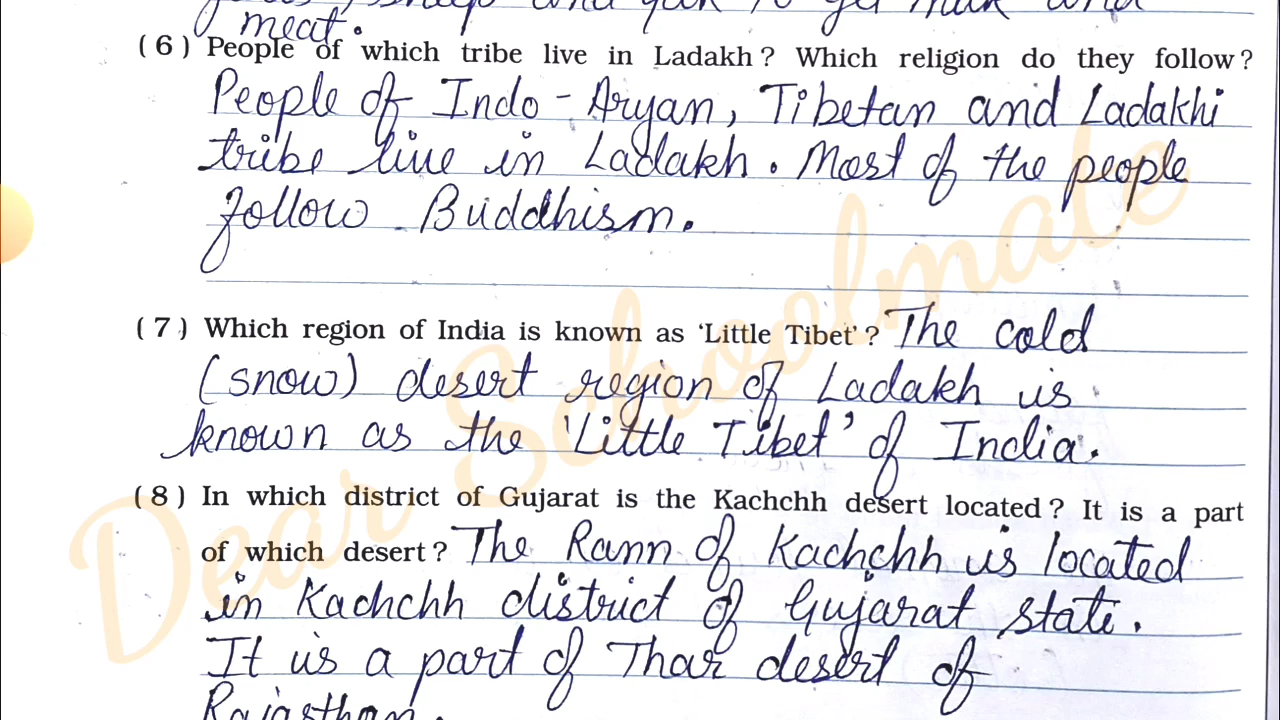 meat.
(6) People of which tribe live in Ladakh? Which religion do they follow?
People of Indo-Aryan, Tibetan and Ladakhi
tribe live in Ladakh. Most of the people
follow Buddhism.
(7) Which region of India is known as 'Little Tibet'? The cold
(snow) desert region of Ladakh is
known as the 'Little Tibet' of India.
(8) In which district of Gujarat is the Kachchh desert located? It is a part
of which desert? The Rann of Kachchh is located
in Kachchh district of Gujarat state.
It is a part of Thar desert of
Rajasthan.
Dear Schoolmate